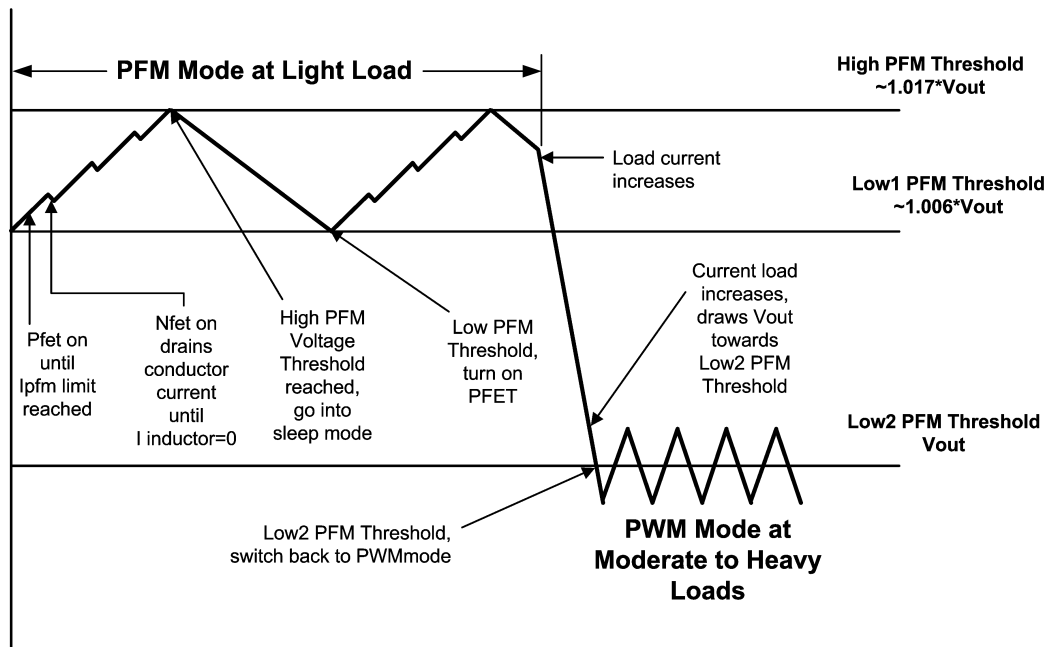 PFM Mode at Light Load
High PFM Threshold
~1.017*Vout
Load current
increases
Low1 PFM Threshold
~1.006*Vout
Pfet on
until
Ipfm limit
reached
Nfet on
drains
conductor
current
until
I inductor=0
High PFM
Voltage
Threshold
reached,
go into
sleep mode
Low PFM
Threshold,
turn on
PFET
Current load
increases,
draws Vout
towards
Low2 PFM
Threshold
Low2 PFM Threshold
Vout
Low2 PFM Threshold,
switch back to PWMmode
PWM Mode at
Moderate to Heavy
Loads